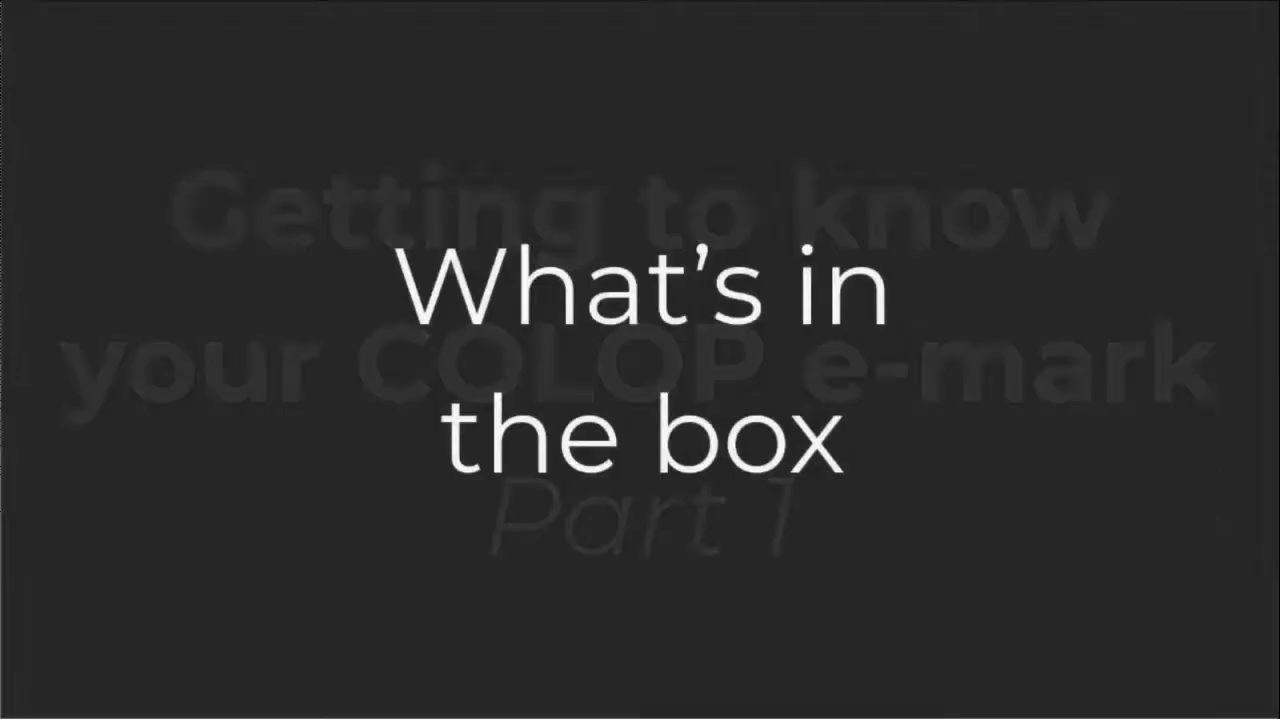 Getting to know
What's in
your COLOP e-mark
the box
Part 1